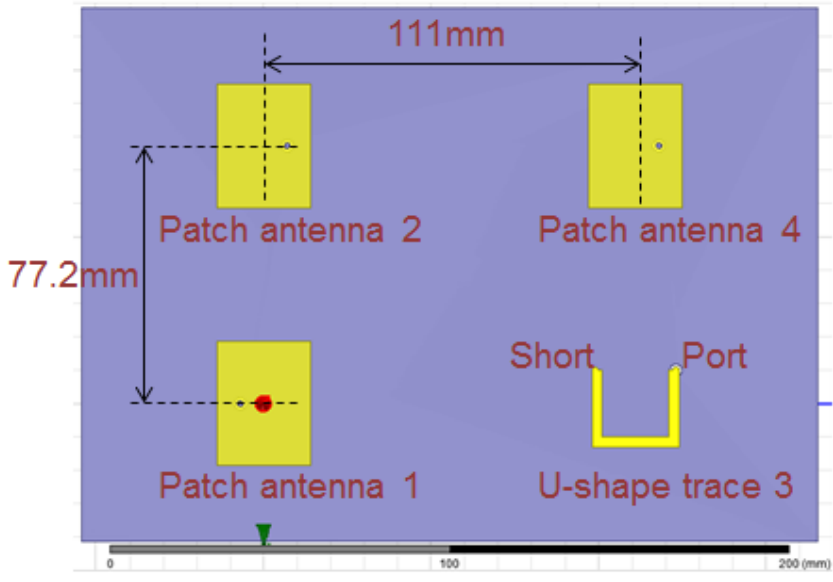 111mm
Patch antenna 2
Patch antenna 4
77.2mm
Short
Port
Patch antenna 1
U-shape trace 3
0
100
200 (mm)